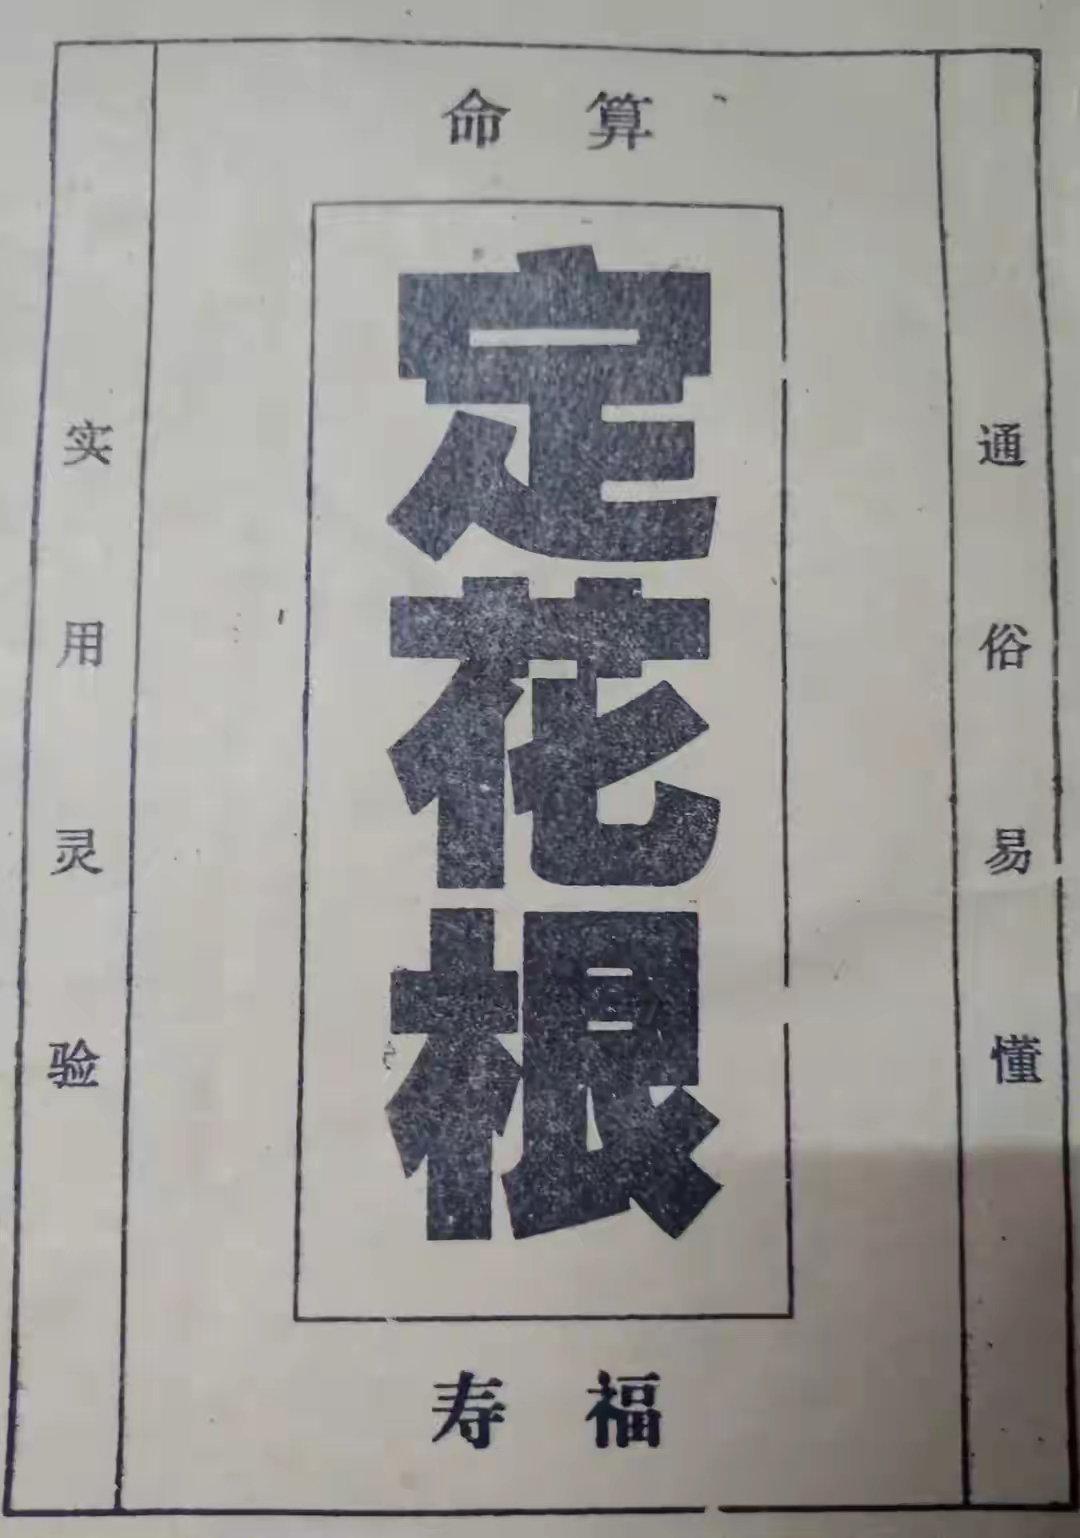 算命
通俗易懂
定花根
实用灵验
福寿